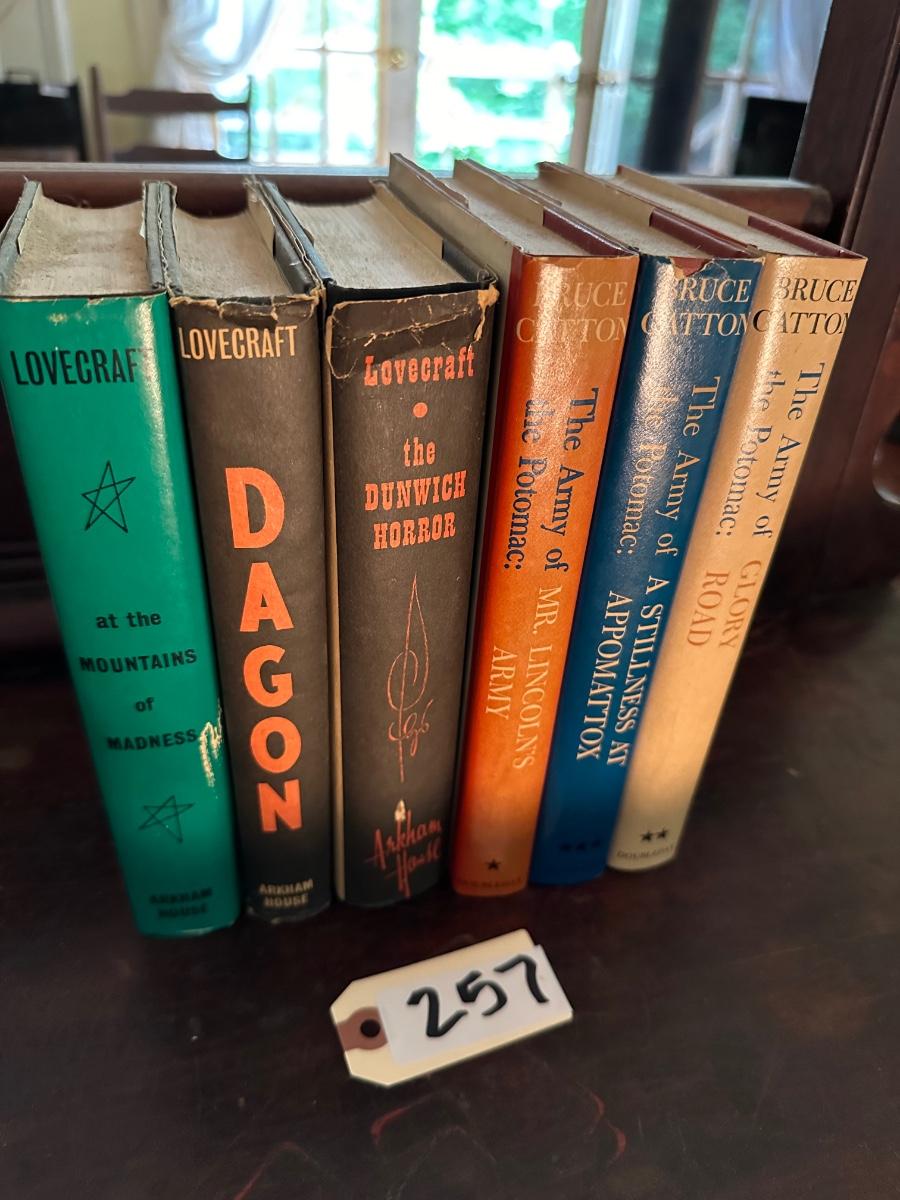 LOVECRAFT
at the
MOUNTAINS
of
MADNESS
ARKHAM
HOUSE
LOVECRAFT
DAGON
ARKHAM
HOUSE
Lovecraft
the
DUNWICH
HORROR
Arkham
House
BRUCE
CATTON
The Army of
the Potomac:
MR. LINCOLN'S
ARMY
BRUCE
CATTON
The Army of
the Potomac:
A STILLNESS AT
APPOMATTOX
BRUCE
CATTON
The Army of
the Potomac:
GLORY
ROAD
DOUBLEDAY
257